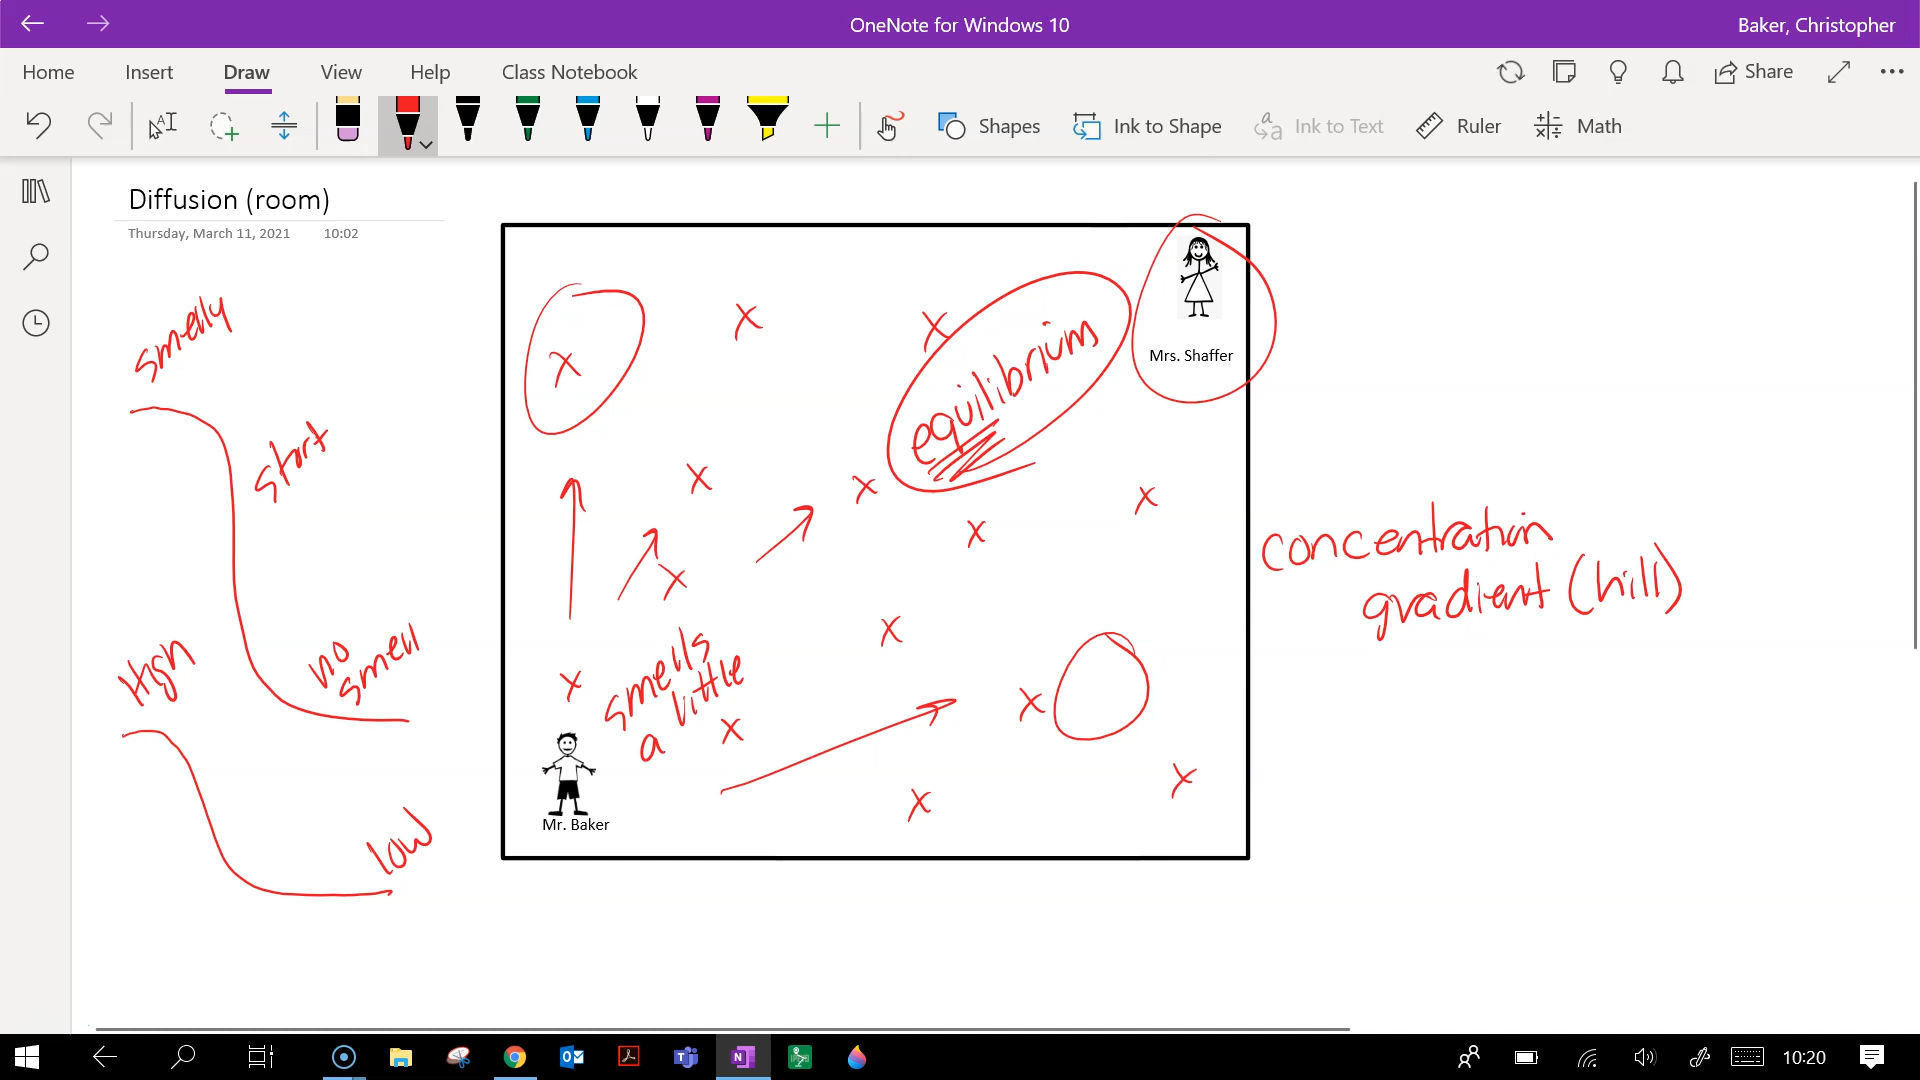 OneNote for Windows 10
Baker, Christopher
Home Insert Draw View Help Class Notebook
Share
Shapes Ink to Shape Ink to Text Ruler Math
Diffusion (room)
Thursday, March 11, 2021 10:02
smelly
start
no
smell
High
low
x x x
equilibrium
Mrs. Shaffer
x x x x
x
x
x
smells
a little
x
x
x
x
Mr. Baker
concentration
gradient (hill)
10:20